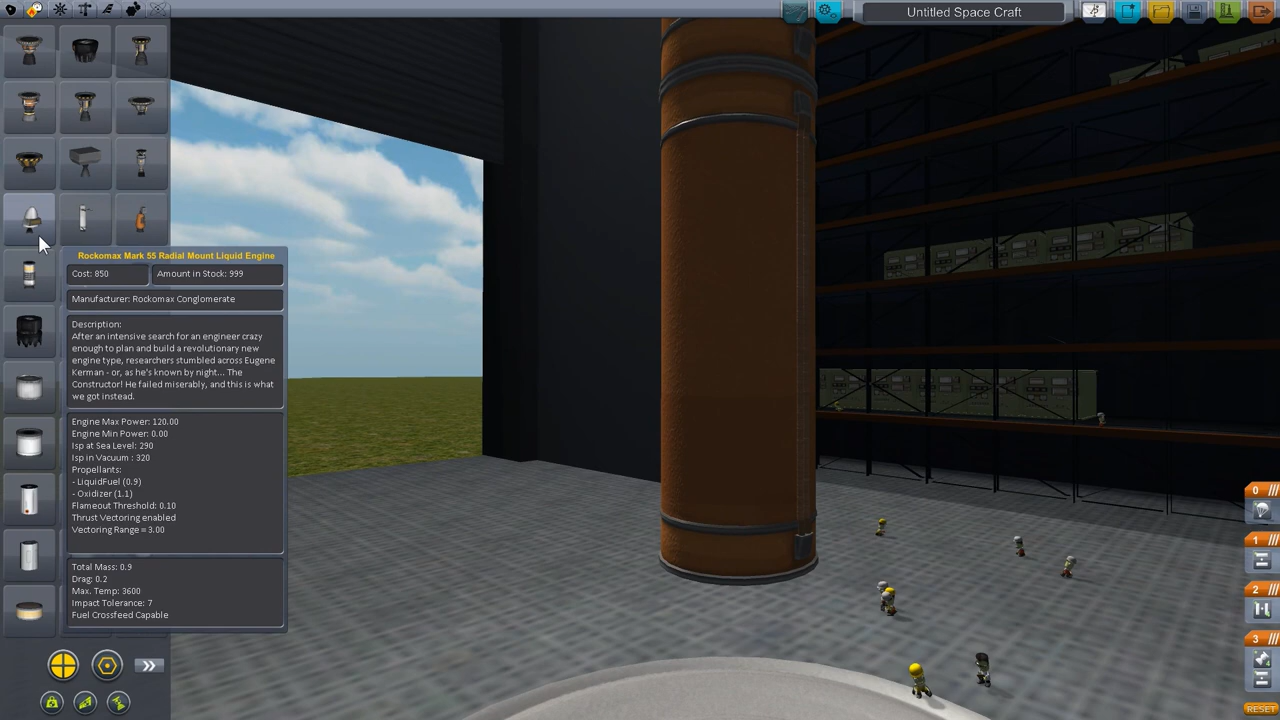 Untitled Space Craft
Rockomax Mark 55 Radial Mount Liquid Engine
Cost: 850
Amount in Stock: 999
Manufacturer: Rockomax Conglomerate
Description:
After an intensive search for an engineer crazy
enough to plan and build a revolutionary new
engine type, researchers stumbled across Eugene
Kerman - or, as he's known by night... The
Constructor! He failed miserably, and this is what
we got instead.
Engine Max Power: 120.00
Engine Min Power: 0.00
Isp at Sea Level: 290
Isp in Vacuum : 320
Propellants:
- LiquidFuel (0.9)
- Oxidizer (1.1)
Flameout Threshold: 0.10
Thrust Vectoring enabled
Vectoring Range = 3.00
Total Mass: 0.9
Drag: 0.2
Max. Temp: 3600
Impact Tolerance: 7
Fuel Crossfeed Capable
0
1
2
3
RESET